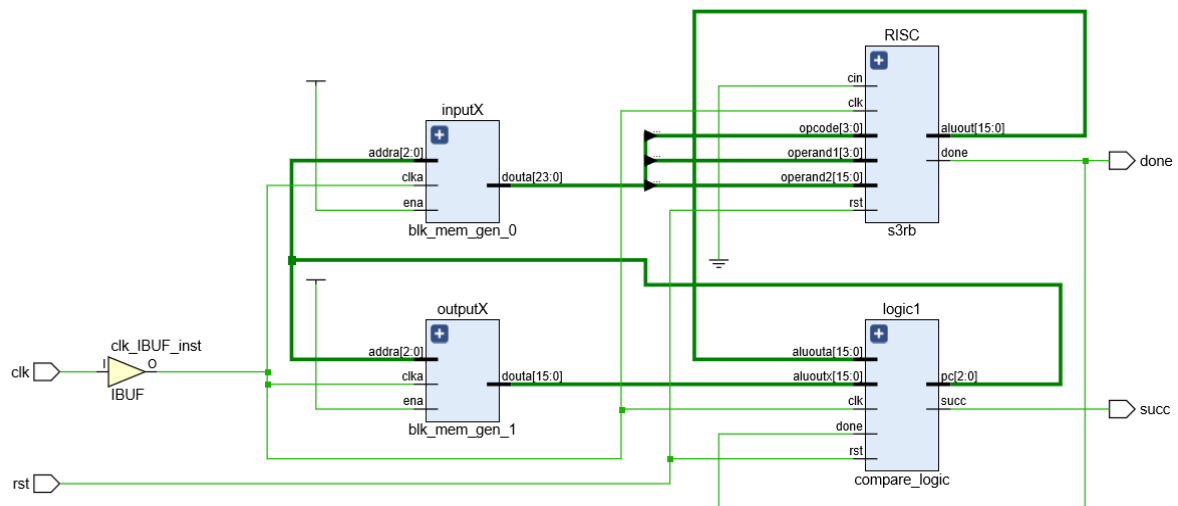 RISC
cin
clk
opcode[3:0]
operand1[3:0]
operand2[15:0]
rst
aluout[15:0]
done
s3rb
...
...
...
done
inputX
addra[2:0]
clka
ena
douta[23:0]
blk_mem_gen_0
outputX
addra[2:0]
clka
ena
douta[15:0]
blk_mem_gen_1
logic1
aluouta[15:0]
aluoutx[15:0]
clk
done
rst
pc[2:0]
succ
compare_logic
succ
clk_IBUF_inst
clk
I
O
IBUF
rst